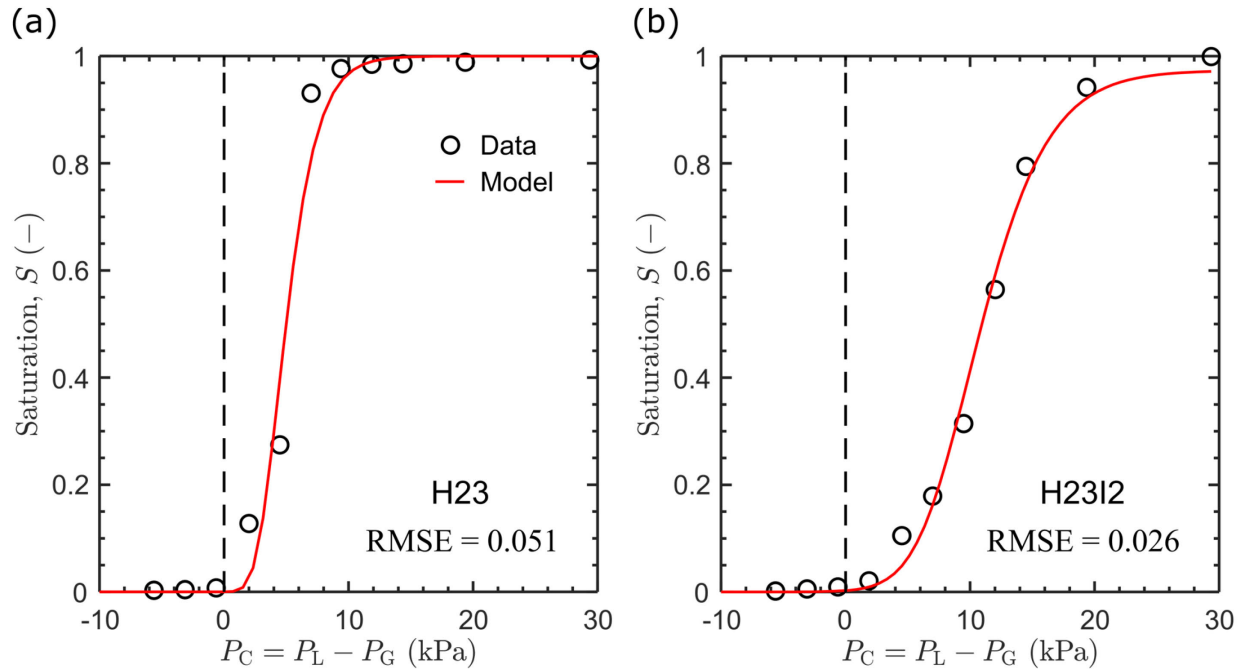 (a)
1
0.8
0.6
0.4
0.2
0
Saturation, S (−)
Data
Model
H23
RMSE = 0.051
-10 0 10 20 30
P_C = P_L − P_G (kPa)
(b)
1
0.8
0.6
0.4
0.2
0
Saturation, S (−)
H23I2
RMSE = 0.026
-10 0 10 20 30
P_C = P_L − P_G (kPa)